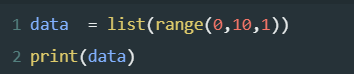 1 data  = list(range(0,10,1))
2 print(data)